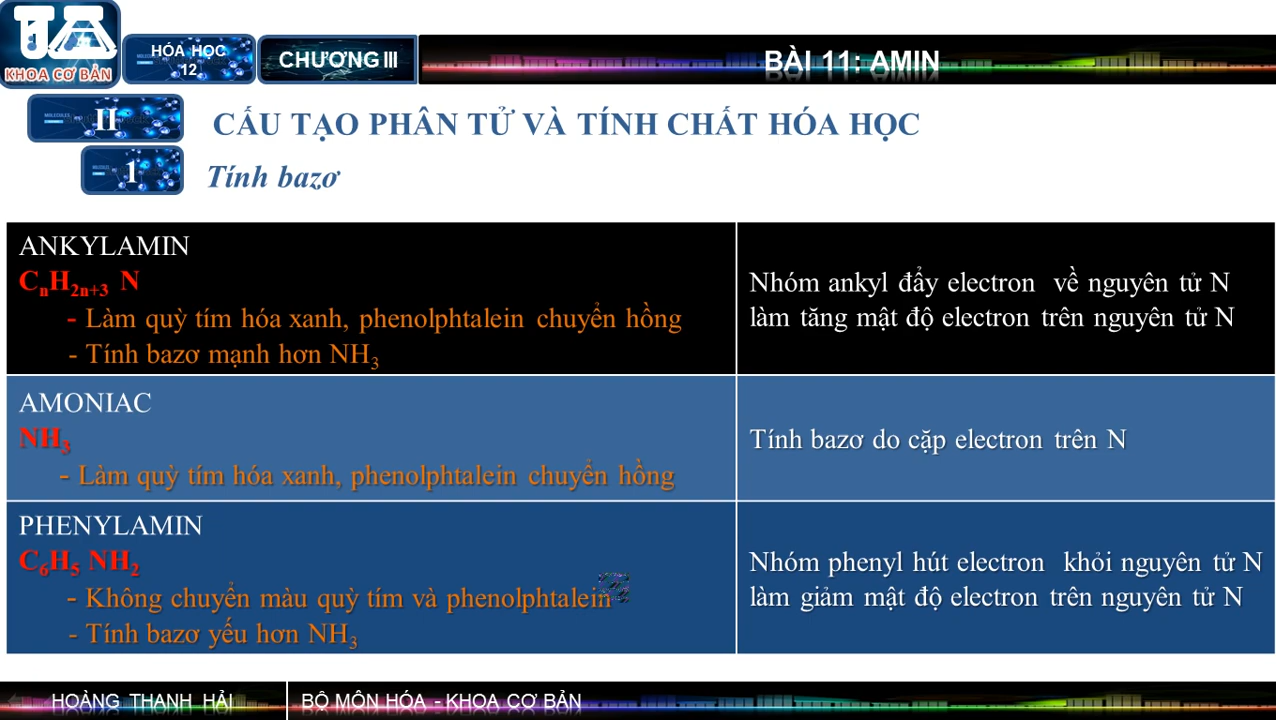 KHOA CƠ BẢN
HÓA HỌC
12
CHƯƠNG III
BÀI 11: AMIN
II
CẤU TẠO PHÂN TỬ VÀ TÍNH CHẤT HÓA HỌC
1
Tính bazơ
ANKYLAMIN
CnH2n+3 N
- Làm quỳ tím hóa xanh, phenolphtalein chuyển hồng
- Tính bazơ mạnh hơn NH3
Nhóm ankyl đẩy electron về nguyên tử N
làm tăng mật độ electron trên nguyên tử N
AMONIAC
NH3
- Làm quỳ tím hóa xanh, phenolphtalein chuyển hồng
Tính bazơ do cặp electron trên N
PHENYLAMIN
C6H5 NH2
- Không chuyển màu quỳ tím và phenolphtalein
- Tính bazơ yếu hơn NH3
Nhóm phenyl hút electron khỏi nguyên tử N
làm giảm mật độ electron trên nguyên tử N
HOÀNG THANH HẢI
BỘ MÔN HÓA - KHOA CƠ BẢN